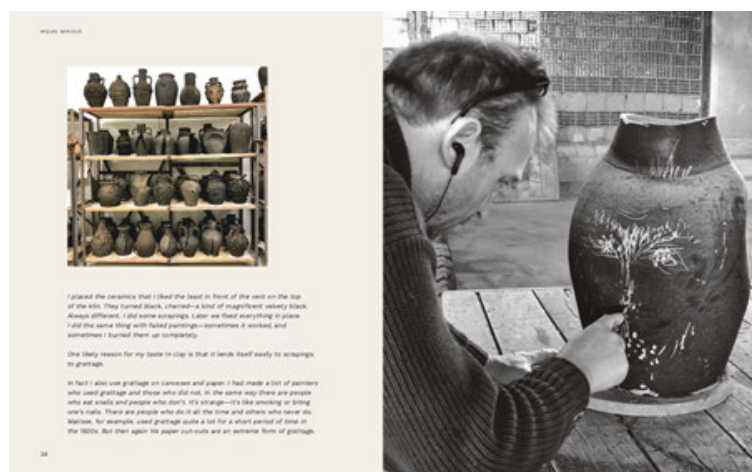 MIQUEL BARCELÓ
I placed the ceramics that I liked the least in front of the vent on the top
of the kiln. They turned black, charred—a kind of magnificent velvety black.
Always different. I did some scrapings. Later we fixed everything in place.
I did the same thing with failed paintings—sometimes it worked, and
sometimes I burned them up completely.
One likely reason for my taste in clay is that it lends itself easily to scrapings,
to grattage.
In fact I also use grattage on canvases and paper. I had made a list of painters
who used grattage and those who did not. In the same way there are people
who eat snails and people who don't. It's strange—it's like smoking or biting
one's nails. There are people who do it all the time and others who never do.
Matisse, for example, used grattage quite a lot for a short period of time in
the 1920s. But then again his paper cut-outs are an extreme form of grattage.
34